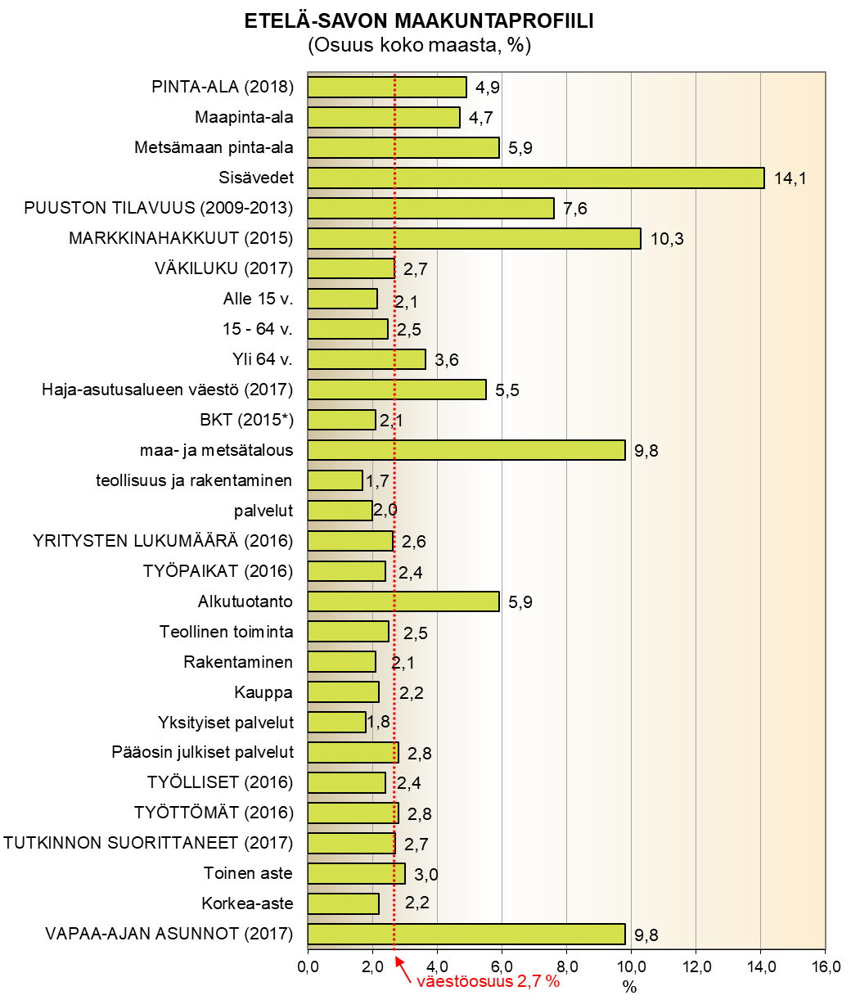 ETELÄ-SAVON MAAKUNTAPROFIILI
(Osuus koko maasta, %)
PINTA-ALA (2018) 4,9
Maapinta-ala 4,7
Metsämaan pinta-ala 5,9
Sisävedet 14,1
PUUSTON TILAVUUS (2009-2013) 7,6
MARKKINAHAKKUUT (2015) 10,3
VÄKILUKU (2017) 2,7
Alle 15 v. 2,1
15 - 64 v. 2,5
Yli 64 v. 3,6
Haja-asutusalueen väestö (2017) 5,5
BKT (2015*) 2,1
maa- ja metsätalous 9,8
teollisuus ja rakentaminen 1,7
palvelut 2,0
YRITYSTEN LUKUMÄÄRÄ (2016) 2,6
TYÖPAIKAT (2016) 2,4
Alkutuotanto 5,9
Teollinen toiminta 2,5
Rakentaminen 2,1
Kauppa 2,2
Yksityiset palvelut 1,8
Pääosin julkiset palvelut 2,8
TYÖLLISET (2016) 2,4
TYÖTTÖMÄT (2016) 2,8
TUTKINNON SUORITTANEET (2017) 2,7
Toinen aste 3,0
Korkea-aste 2,2
VAPAA-AJAN ASUNNOT (2017) 9,8
0,0 2,0 4,0 6,0 8,0 10,0 12,0 14,0 16,0
väestöosuus 2,7 %
%